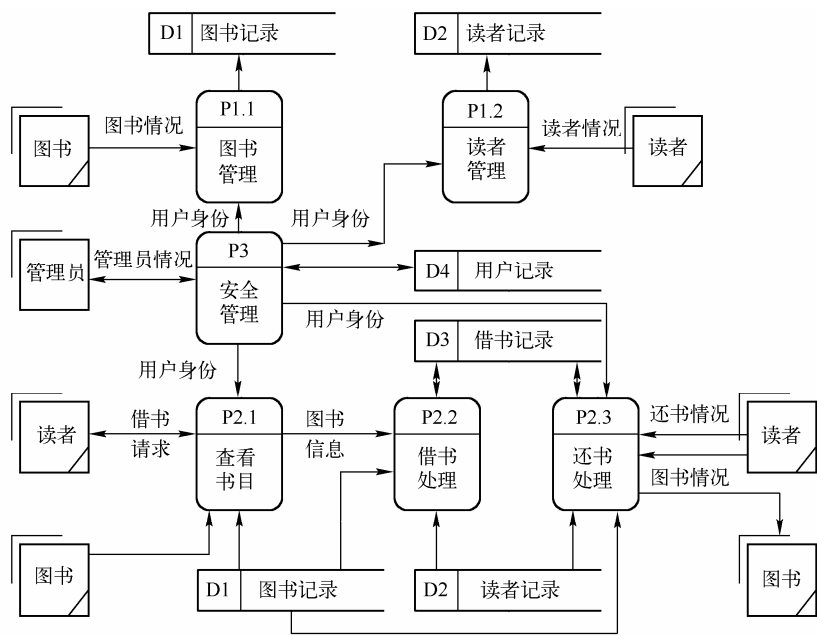 D1 图书记录
D2 读者记录
P1.1
P1.2
图书情况
读者情况
图书
图书
管理
读者
管理
读者
用户身份
用户身份
P3
管理员情况
管理员
安全
管理
D4 用户记录
用户身份
D3 借书记录
用户身份
P2.1
P2.2
P2.3
读者
借书
请求
查看
书目
图书
信息
借书
处理
还书
处理
还书情况
读者
图书情况
图书
D1 图书记录
D2 读者记录
图书